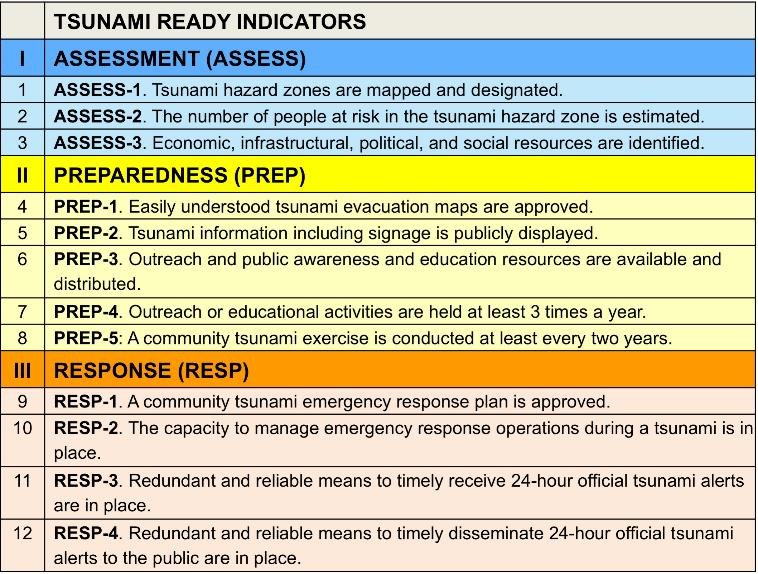 TSUNAMI READY INDICATORS
I ASSESSMENT (ASSESS)
1 ASSESS-1. Tsunami hazard zones are mapped and designated.
2 ASSESS-2. The number of people at risk in the tsunami hazard zone is estimated.
3 ASSESS-3. Economic, infrastructural, political, and social resources are identified.
II PREPAREDNESS (PREP)
4 PREP-1. Easily understood tsunami evacuation maps are approved.
5 PREP-2. Tsunami information including signage is publicly displayed.
6 PREP-3. Outreach and public awareness and education resources are available and
distributed.
7 PREP-4. Outreach or educational activities are held at least 3 times a year.
8 PREP-5: A community tsunami exercise is conducted at least every two years.
III RESPONSE (RESP)
9 RESP-1. A community tsunami emergency response plan is approved.
10 RESP-2. The capacity to manage emergency response operations during a tsunami is in
place.
11 RESP-3. Redundant and reliable means to timely receive 24-hour official tsunami alerts
are in place.
12 RESP-4. Redundant and reliable means to timely disseminate 24-hour official tsunami
alerts to the public are in place.